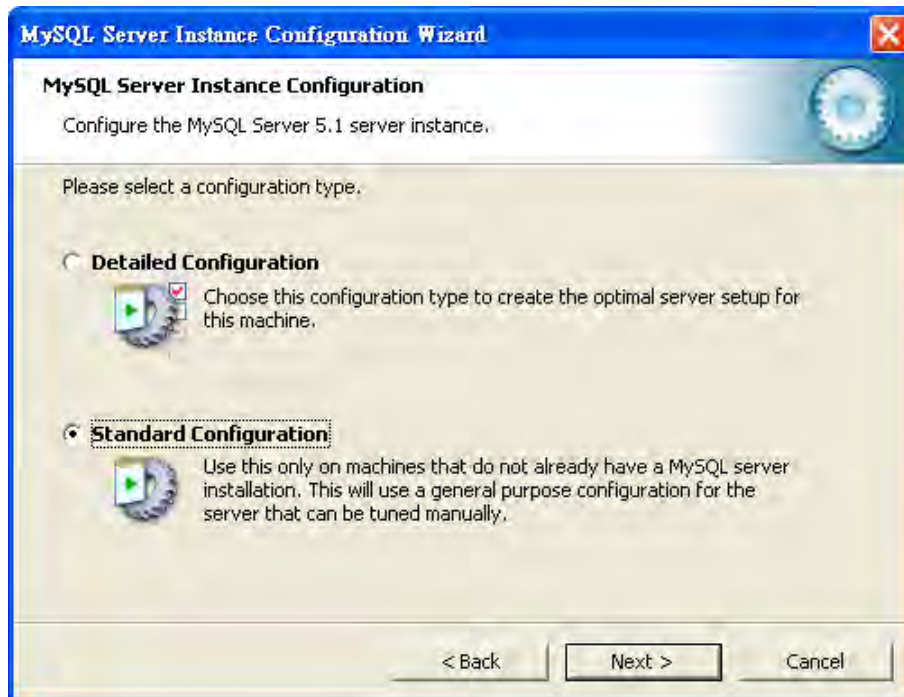 MySQL Server Instance Configuration Wizard
MySQL Server Instance Configuration
Configure the MySQL Server 5.1 server instance.
Please select a configuration type.
Detailed Configuration
Choose this configuration type to create the optimal server setup for
this machine.
Standard Configuration
Use this only on machines that do not already have a MySQL server
installation. This will use a general purpose configuration for the
server that can be tuned manually.
< Back
Next >
Cancel